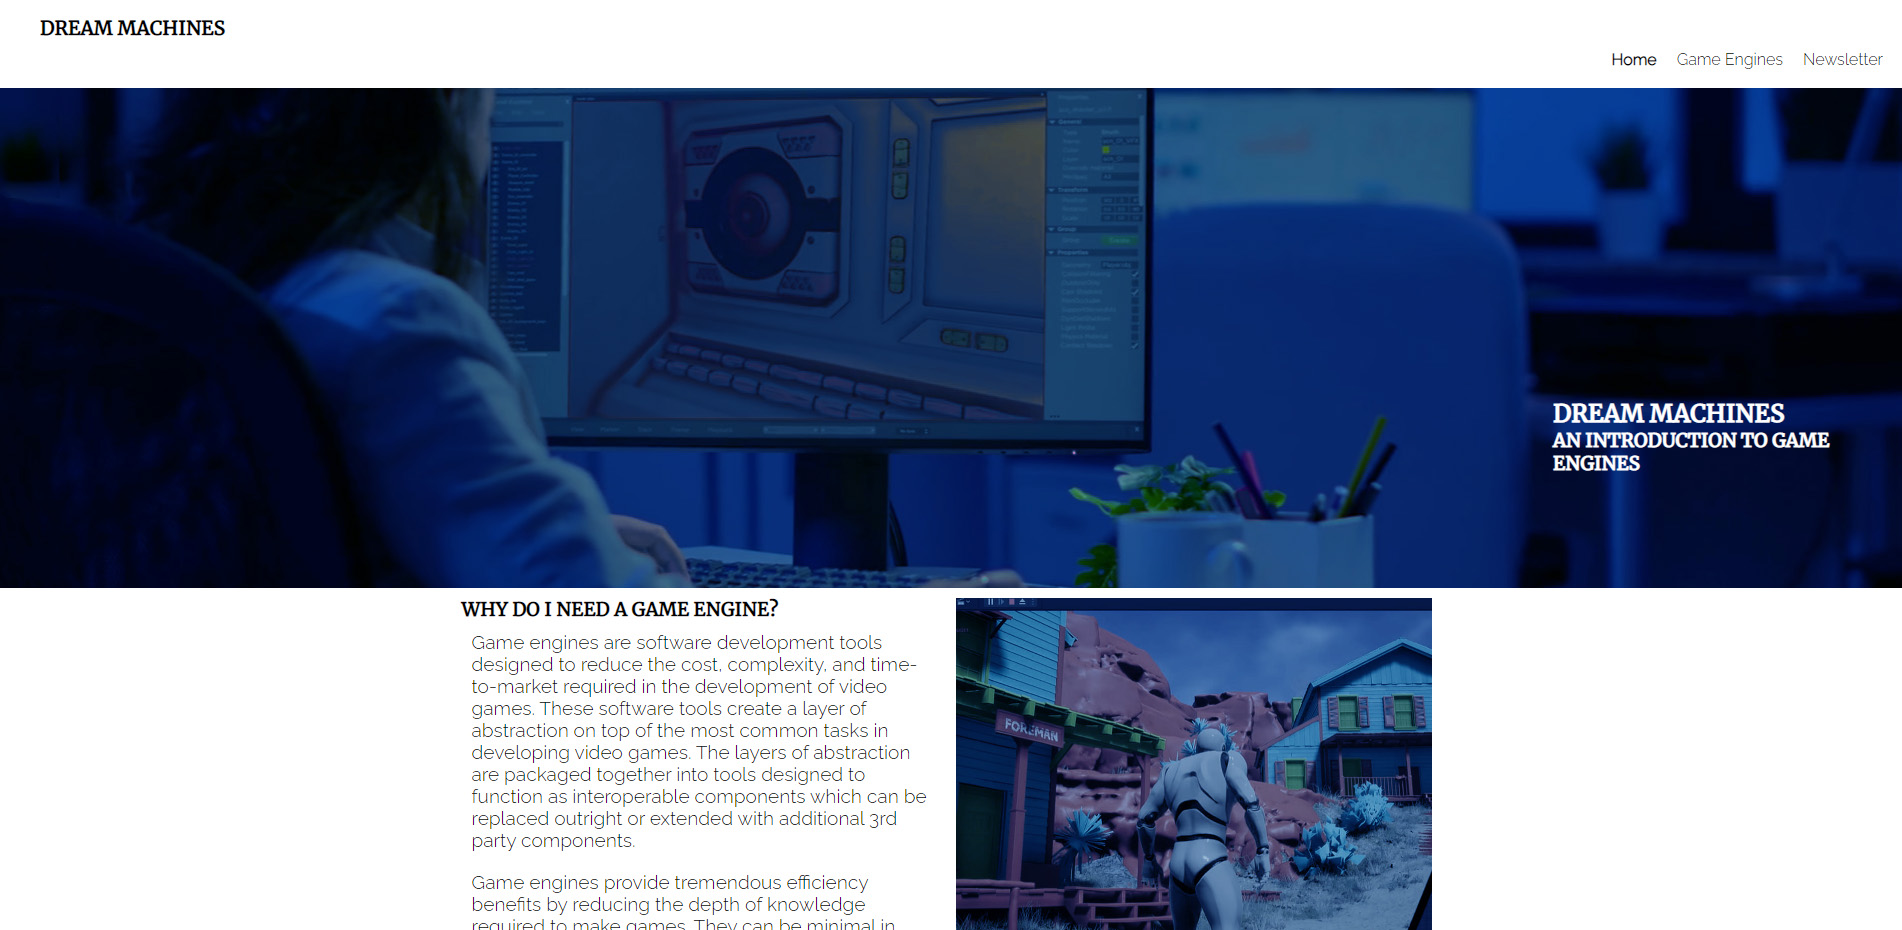 DREAM MACHINES
Home Game Engines Newsletter
DREAM MACHINES
AN INTRODUCTION TO GAME
ENGINES
WHY DO I NEED A GAME ENGINE?
Game engines are software development tools
designed to reduce the cost, complexity, and time-
to-market required in the development of video
games. These software tools create a layer of
abstraction on top of the most common tasks in
developing video games. The layers of abstraction
are packaged together into tools designed to
function as interoperable components which can be
replaced outright or extended with additional 3rd
party components.
Game engines provide tremendous efficiency
benefits by reducing the depth of knowledge
required to make games. They can be minimal in
FOREMAN